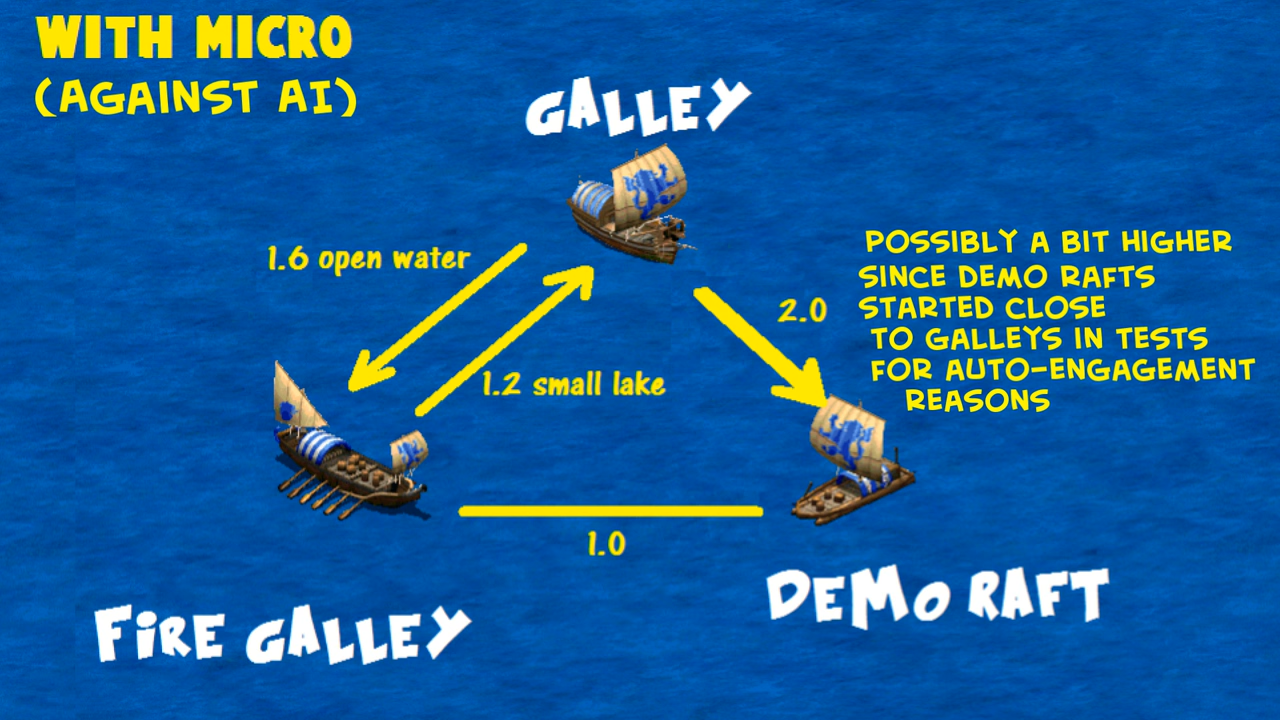 WITH MICRO
(AGAINST AI)
GALLEY
1.6 open water
1.2 small lake
2.0
POSSIBLY A BIT HIGHER
SINCE DEMO RAFTS
STARTED CLOSE
TO GALLEYS IN TESTS
FOR AUTO-ENGAGEMENT
REASONS
1.0
FiRE GALLEY
DEMO RAFT